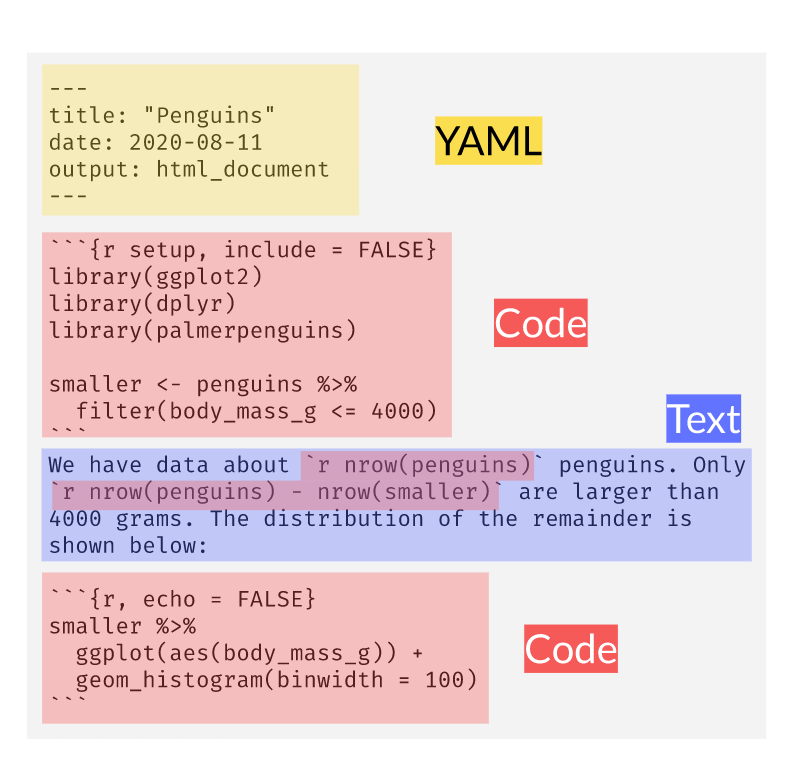 ---
title: "Penguins"
date: 2020-08-11
output: html_document
---
YAML
```{r setup, include = FALSE}
library(ggplot2)
library(dplyr)
library(palmerpenguins)

smaller <- penguins %>%
  filter(body_mass_g <= 4000)
```
Code
Text
We have data about `r nrow(penguins)` penguins. Only
`r nrow(penguins) - nrow(smaller)` are larger than
4000 grams. The distribution of the remainder is
shown below:
```{r, echo = FALSE}
smaller %>%
  ggplot(aes(body_mass_g)) +
  geom_histogram(binwidth = 100)
```
Code